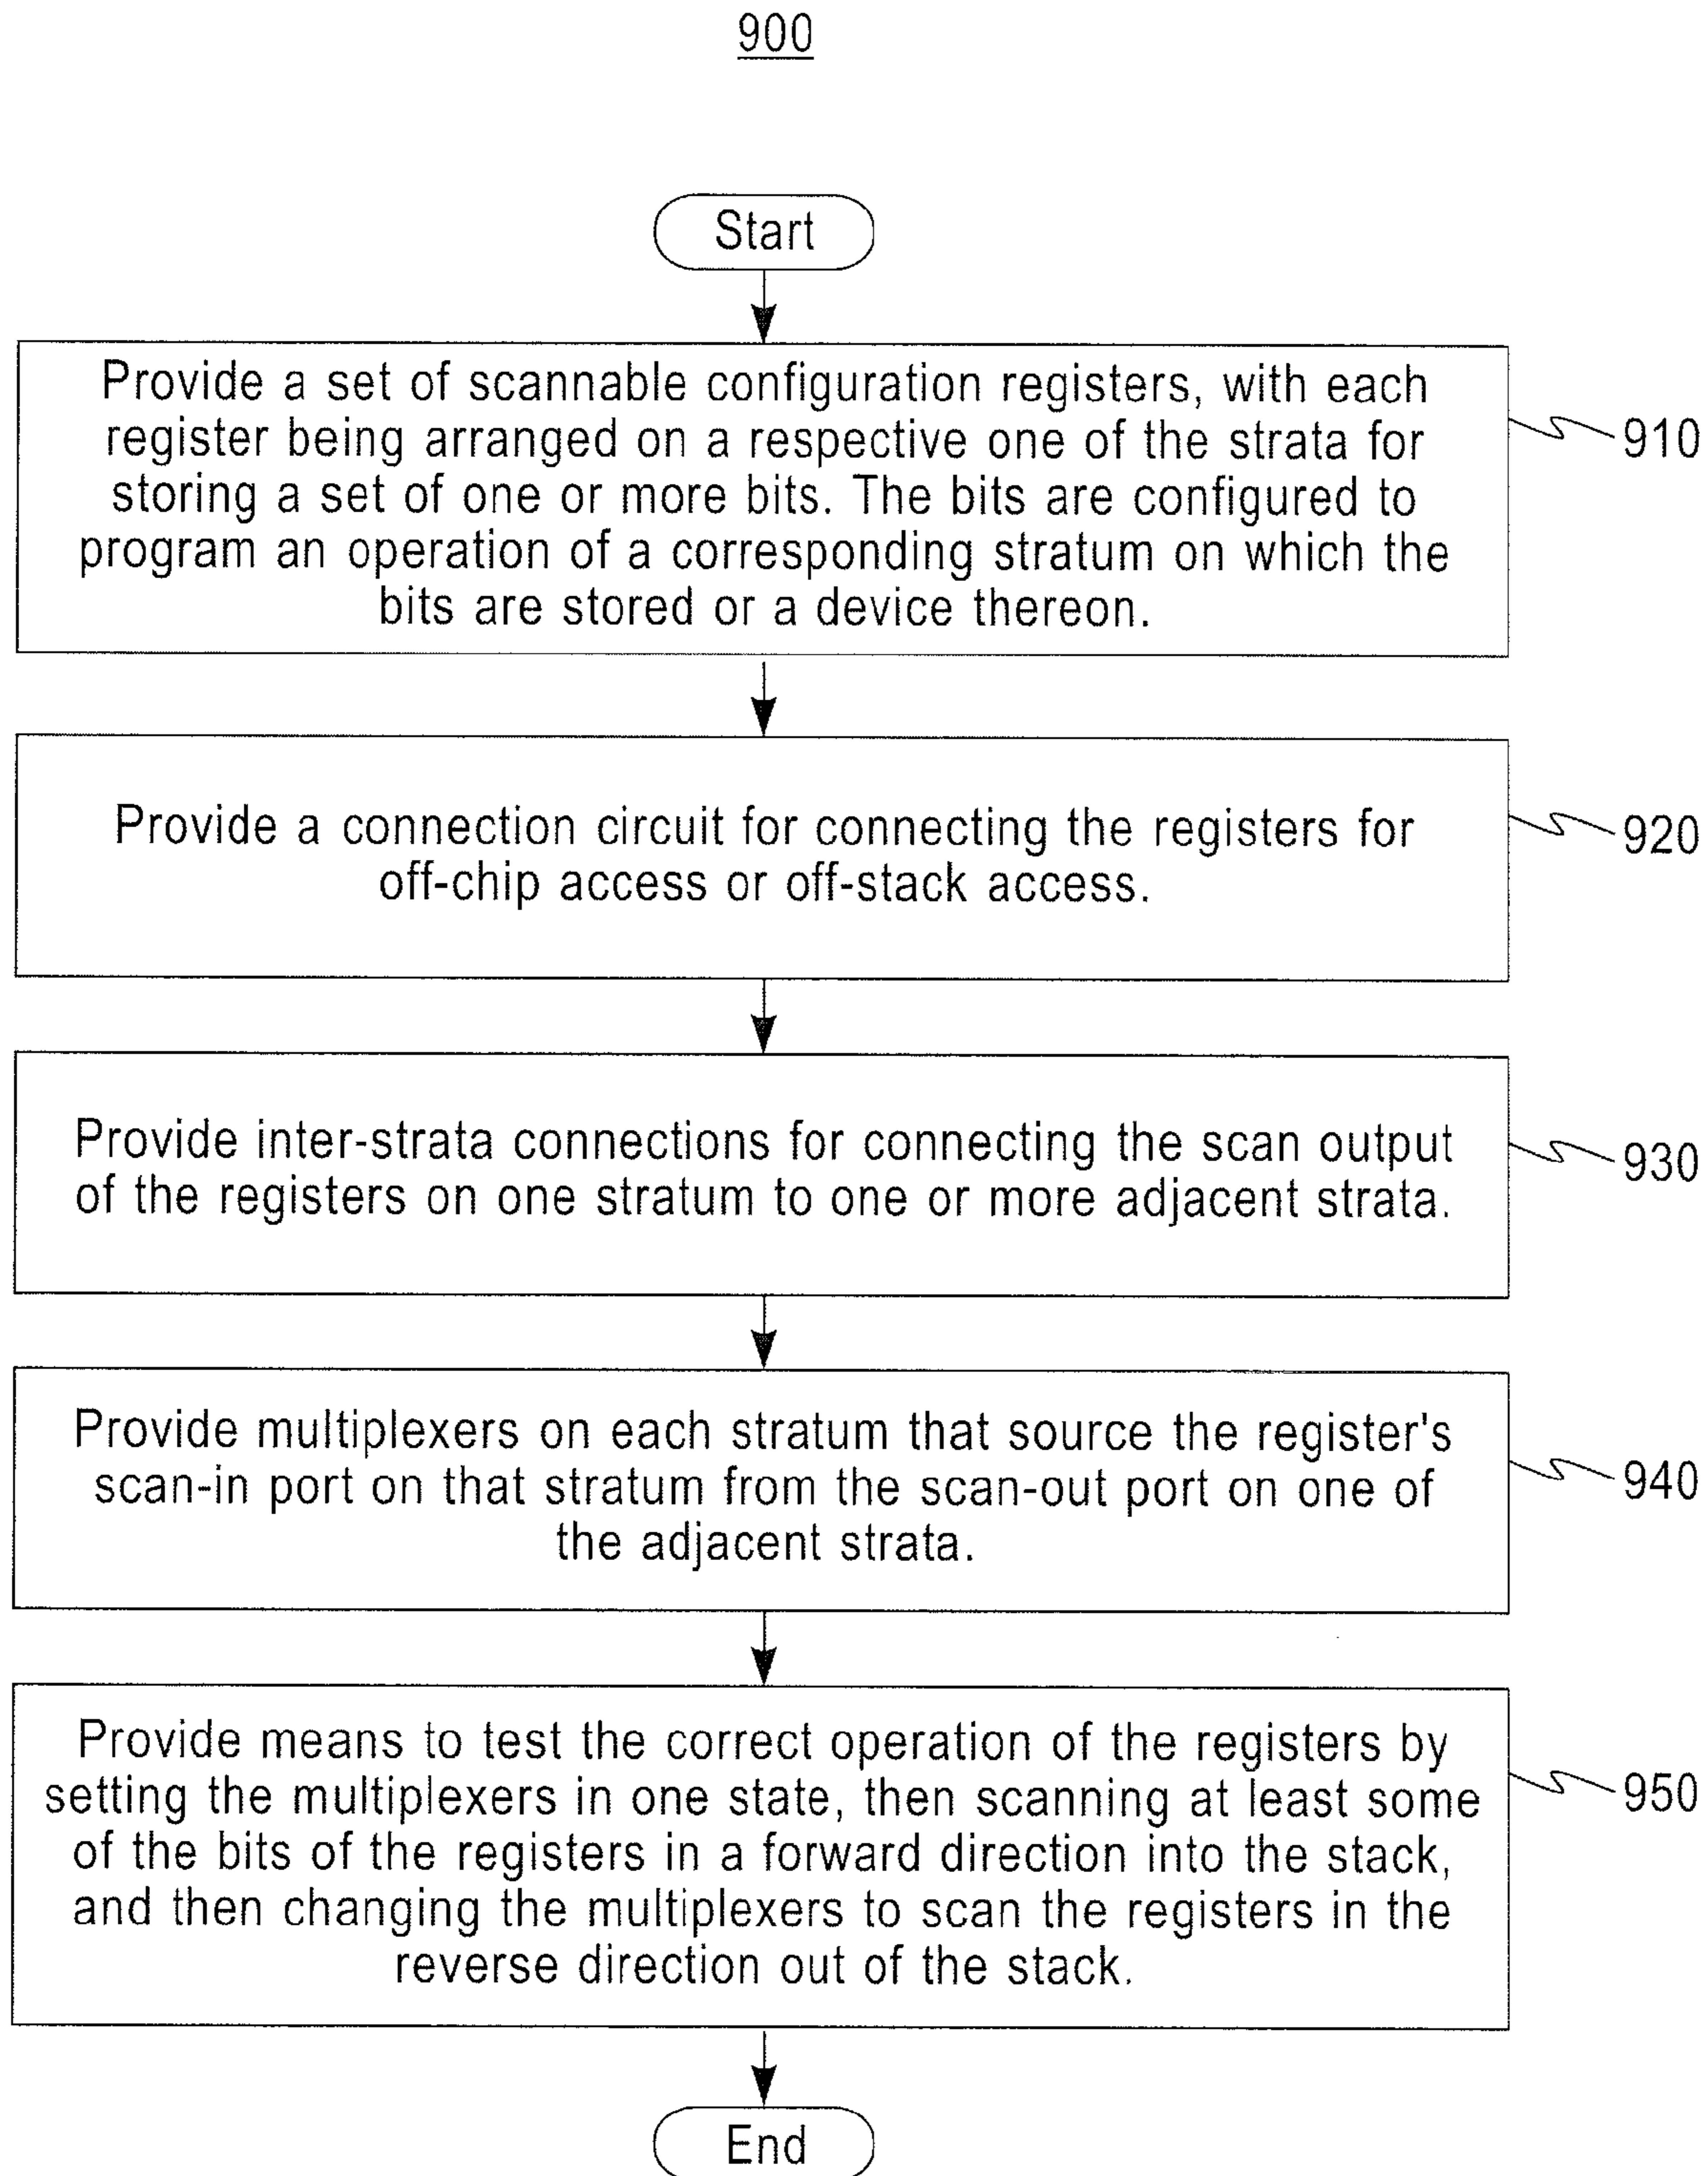 900
Start
Provide a set of scannable configuration registers, with each
register being arranged on a respective one of the strata for
storing a set of one or more bits. The bits are configured to
program an operation of a corresponding stratum on which the
bits are stored or a device thereon.
910
Provide a connection circuit for connecting the registers for
off-chip access or off-stack access.
920
Provide inter-strata connections for connecting the scan output
of the registers on one stratum to one or more adjacent strata.
930
Provide multiplexers on each stratum that source the register's
scan-in port on that stratum from the scan-out port on one of
the adjacent strata.
940
Provide means to test the correct operation of the registers by
setting the multiplexers in one state, then scanning at least some
of the bits of the registers in a forward direction into the stack,
and then changing the multiplexers to scan the registers in the
reverse direction out of the stack.
950
End